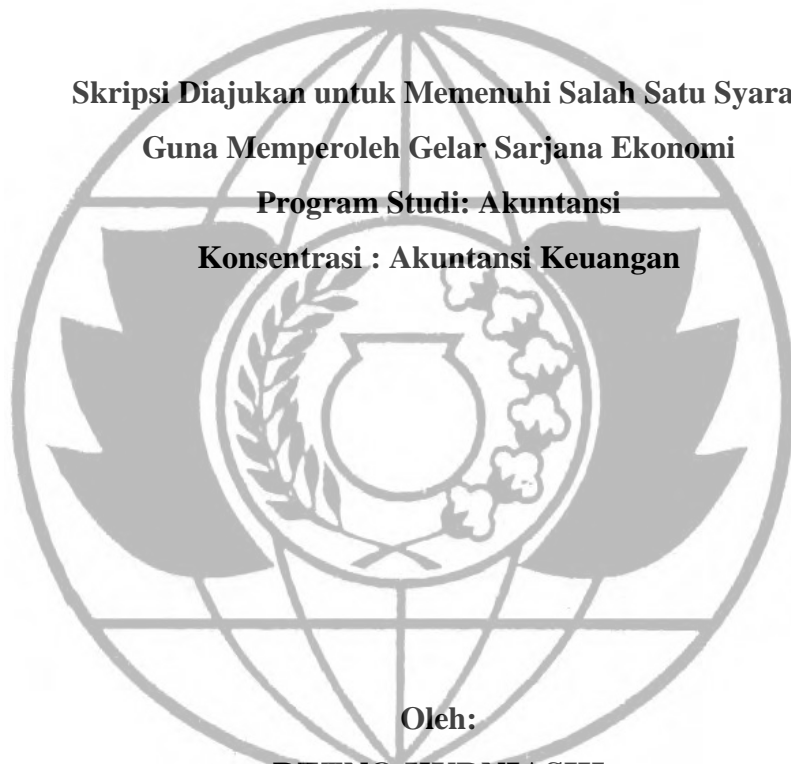 Skripsi Diajukan untuk Memenuhi Salah Satu Syara
Guna Memperoleh Gelar Sarjana Ekonomi
Program Studi: Akuntansi
Konsentrasi : Akuntansi Keuangan
Oleh: